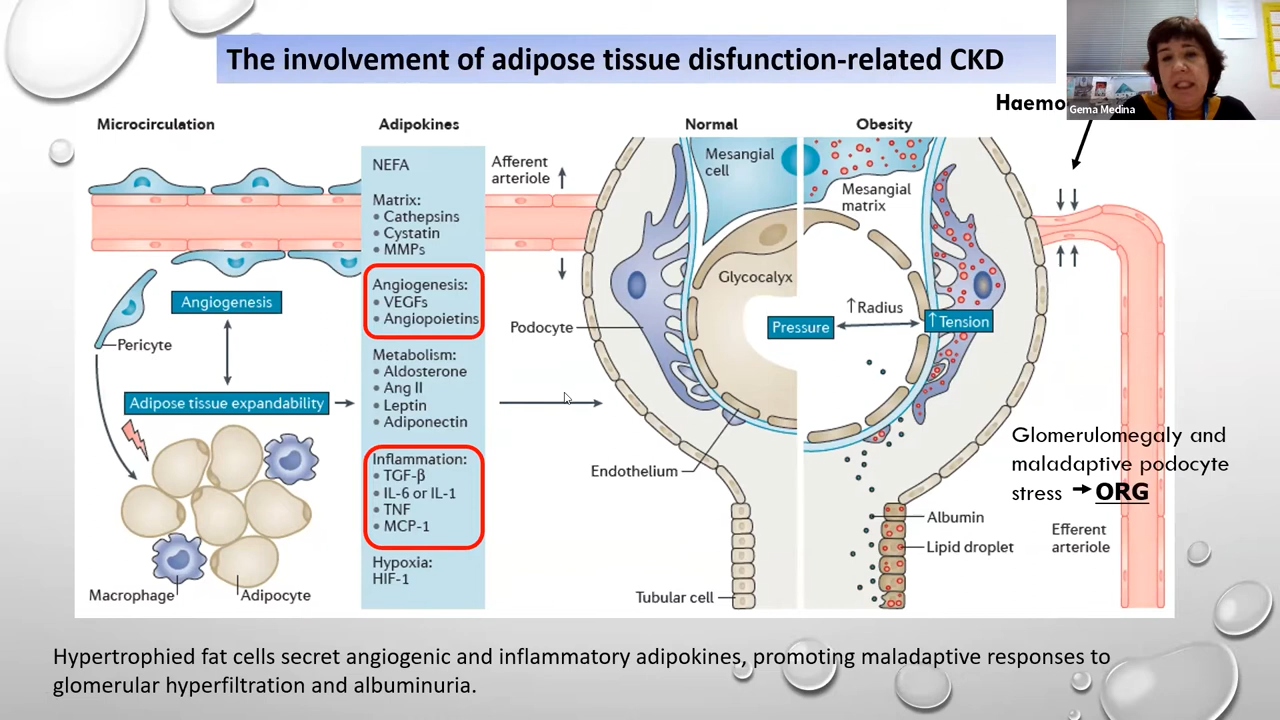 The involvement of adipose tissue disfunction-related CKD
Gema Medina
Microcirculation
Adipokines
Normal
Obesity
NEFA
Matrix:
• Cathepsins
• Cystatin
• MMPs
Angiogenesis:
• VEGFs
• Angiopoietins
Metabolism:
• Aldosterone
• Ang II
• Leptin
• Adiponectin
Inflammation:
• TGF-β
• IL-6 or IL-1
• TNF
• MCP-1
Hypoxia:
HIF-1
Angiogenesis
Pericyte
Adipose tissue expandability
Macrophage
Adipocyte
Afferent
arteriole
Mesangial
cell
Mesangial
matrix
Glycocalyx
↑Radius
Pressure
↑Tension
Podocyte
Endothelium
Tubular cell
Albumin
Lipid droplet
Glomerulomegaly and
maladaptive podocyte
stress → ORG
Efferent
arteriole
Hypertrophied fat cells secret angiogenic and inflammatory adipokines, promoting maladaptive responses to
glomerular hyperfiltration and albuminuria.